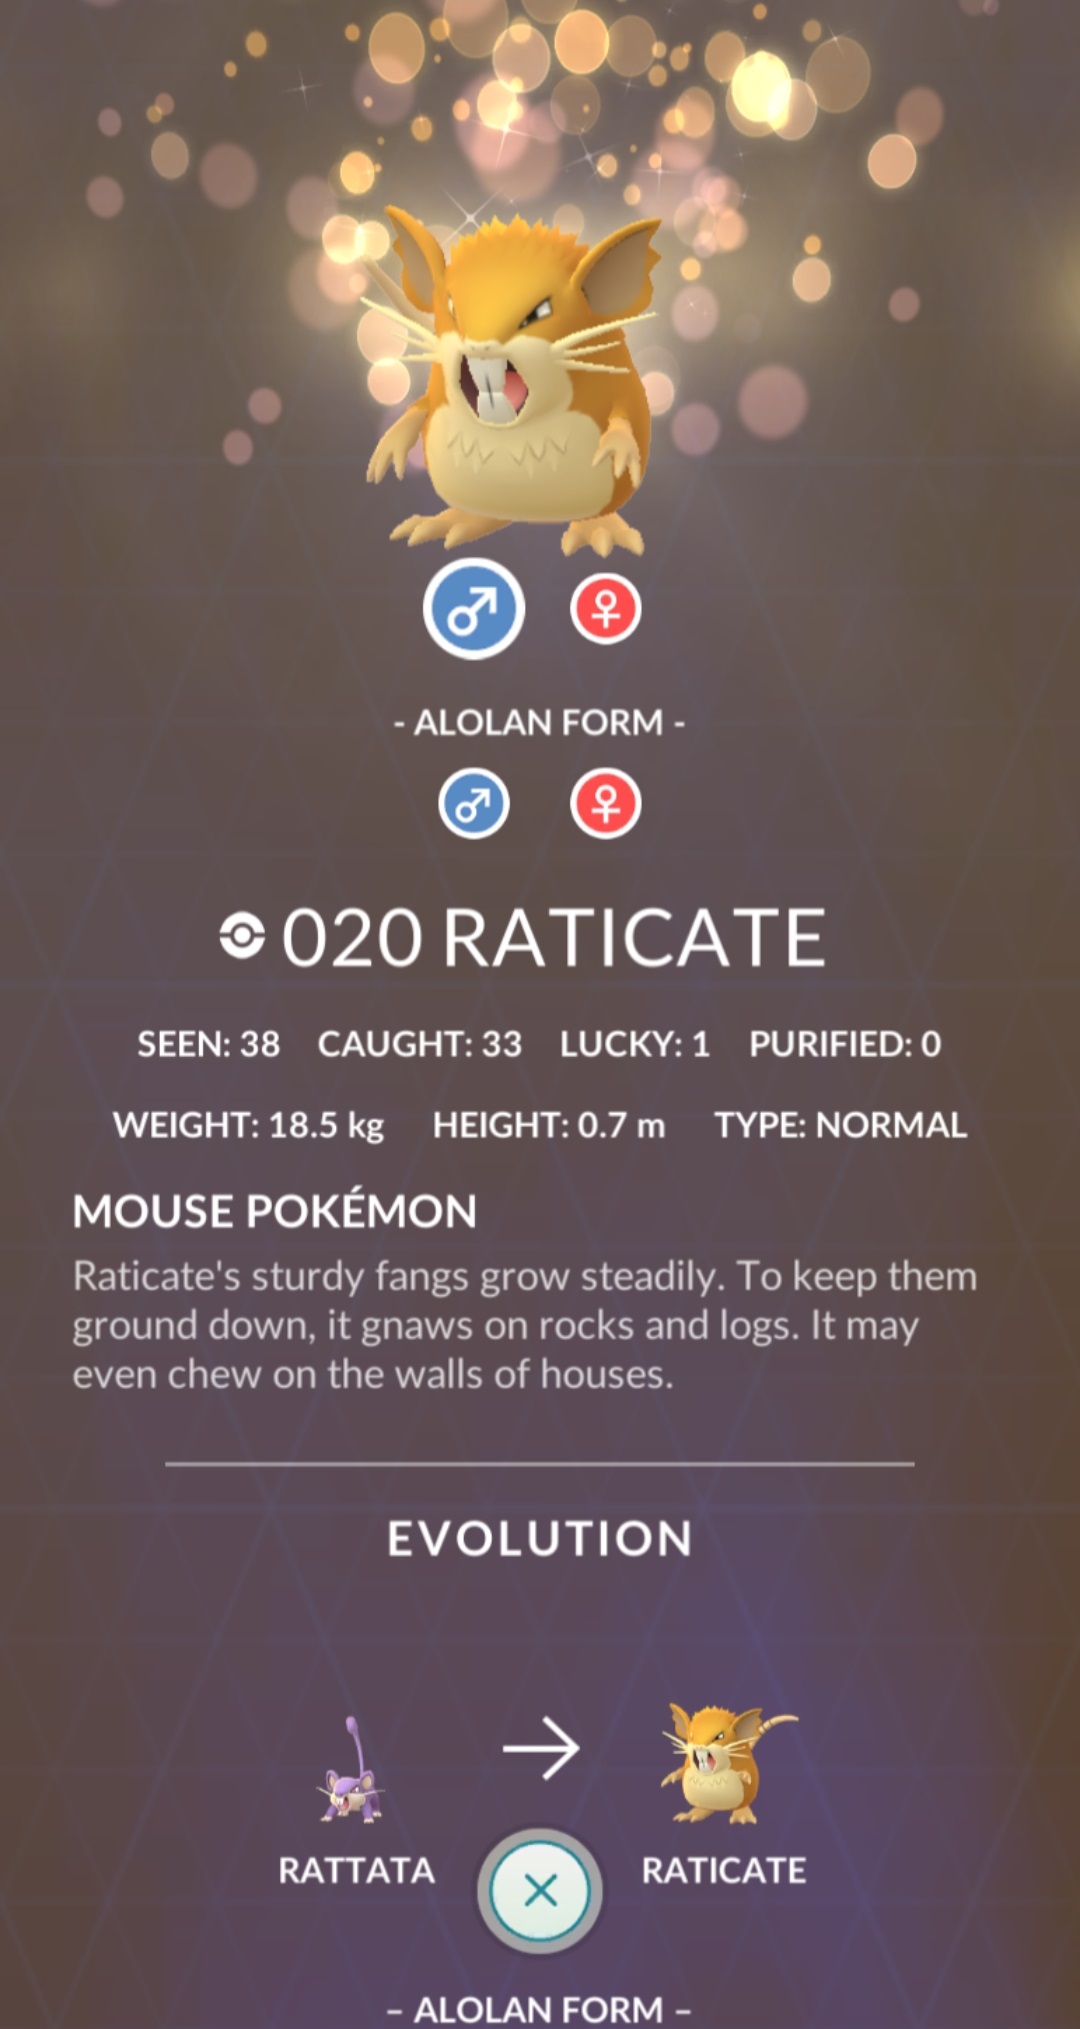 - ALOLAN FORM -
020 RATICATE
SEEN: 38 CAUGHT: 33 LUCKY: 1 PURIFIED: 0
WEIGHT: 18.5 kg HEIGHT: 0.7 m TYPE: NORMAL
MOUSE POKÉMON
Raticate's sturdy fangs grow steadily. To keep them
ground down, it gnaws on rocks and logs. It may
even chew on the walls of houses.
EVOLUTION
RATTATA RATICATE
– ALOLAN FORM –